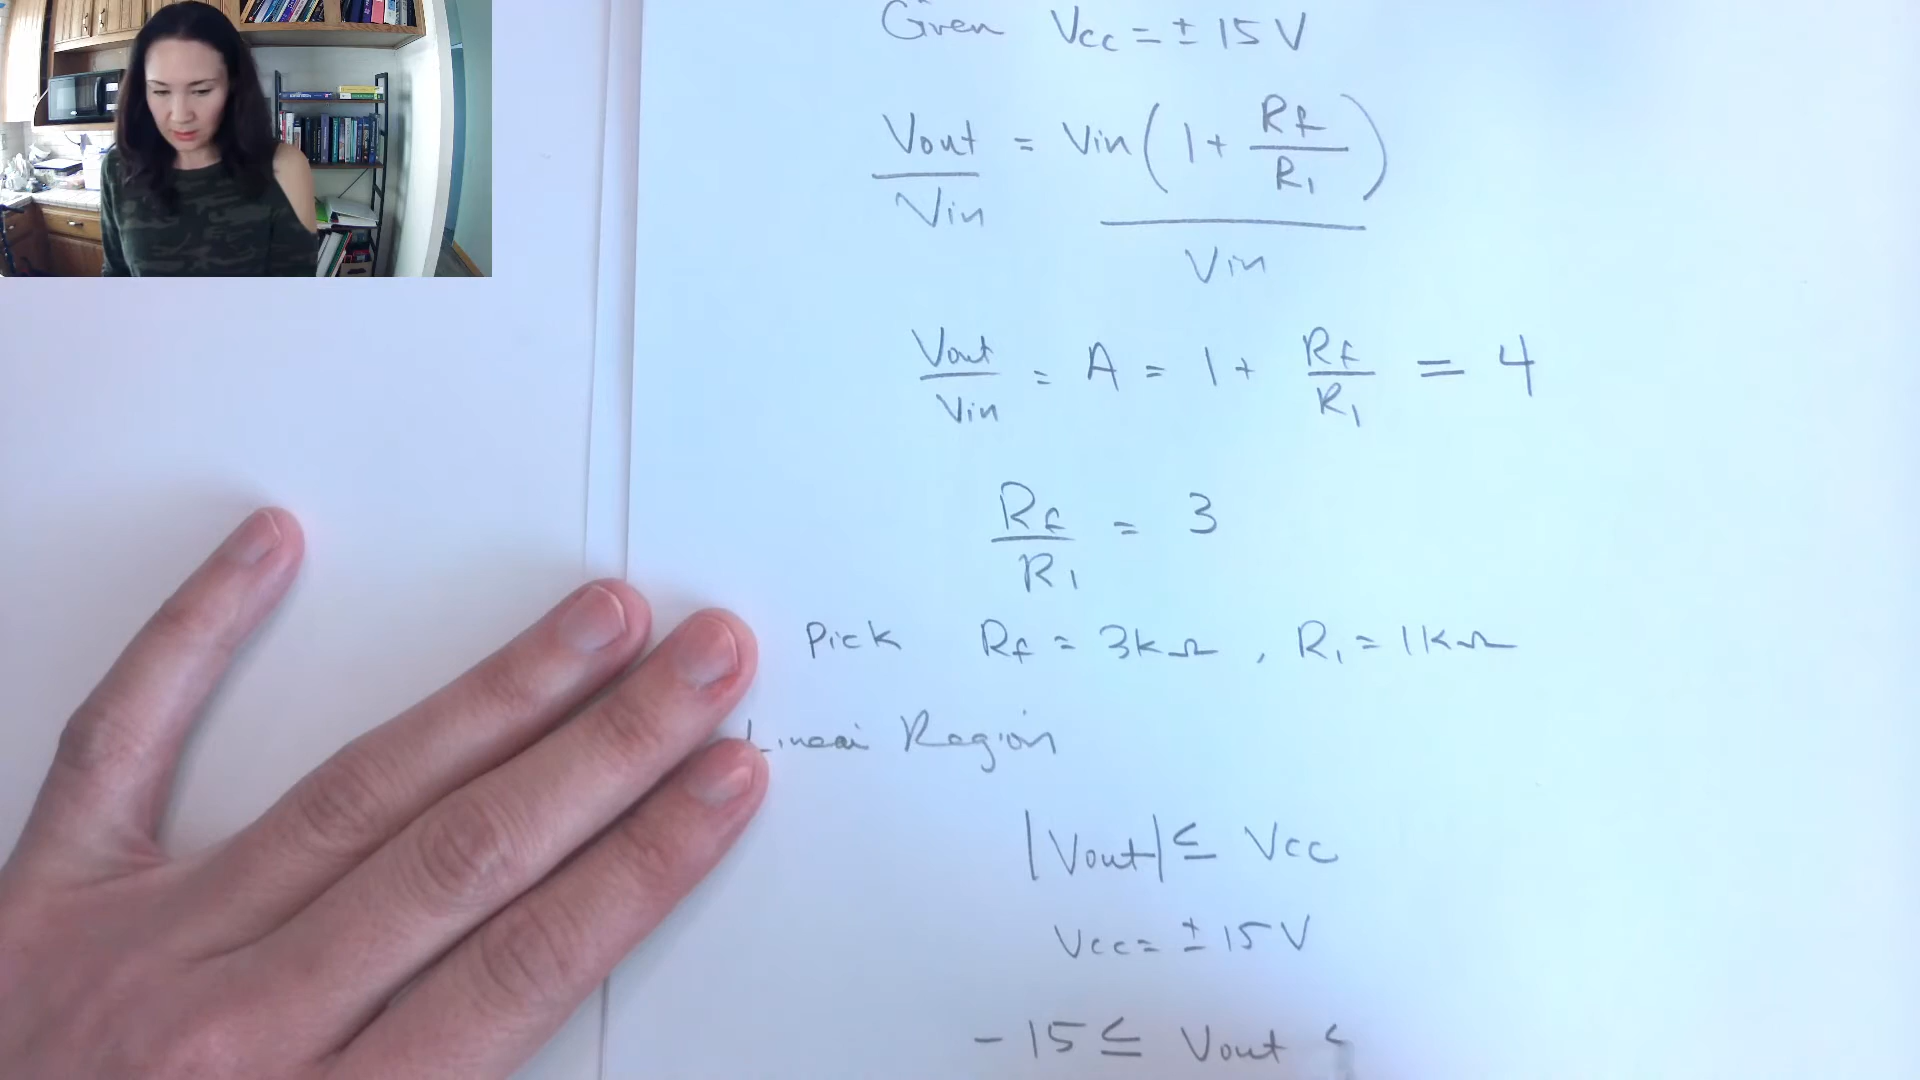 Given Vcc = ± 15 V
Vout / Vin = Vin ( 1 + Rf / R1 ) / Vin
Vout / Vin = A = 1 + Rf / R1 = 4
Rf / R1 = 3
Pick Rf = 3kΩ , R1 = 1kΩ
Linear Region
|Vout| ≤ Vcc
Vcc = ± 15 V
- 15 ≤ Vout ≤